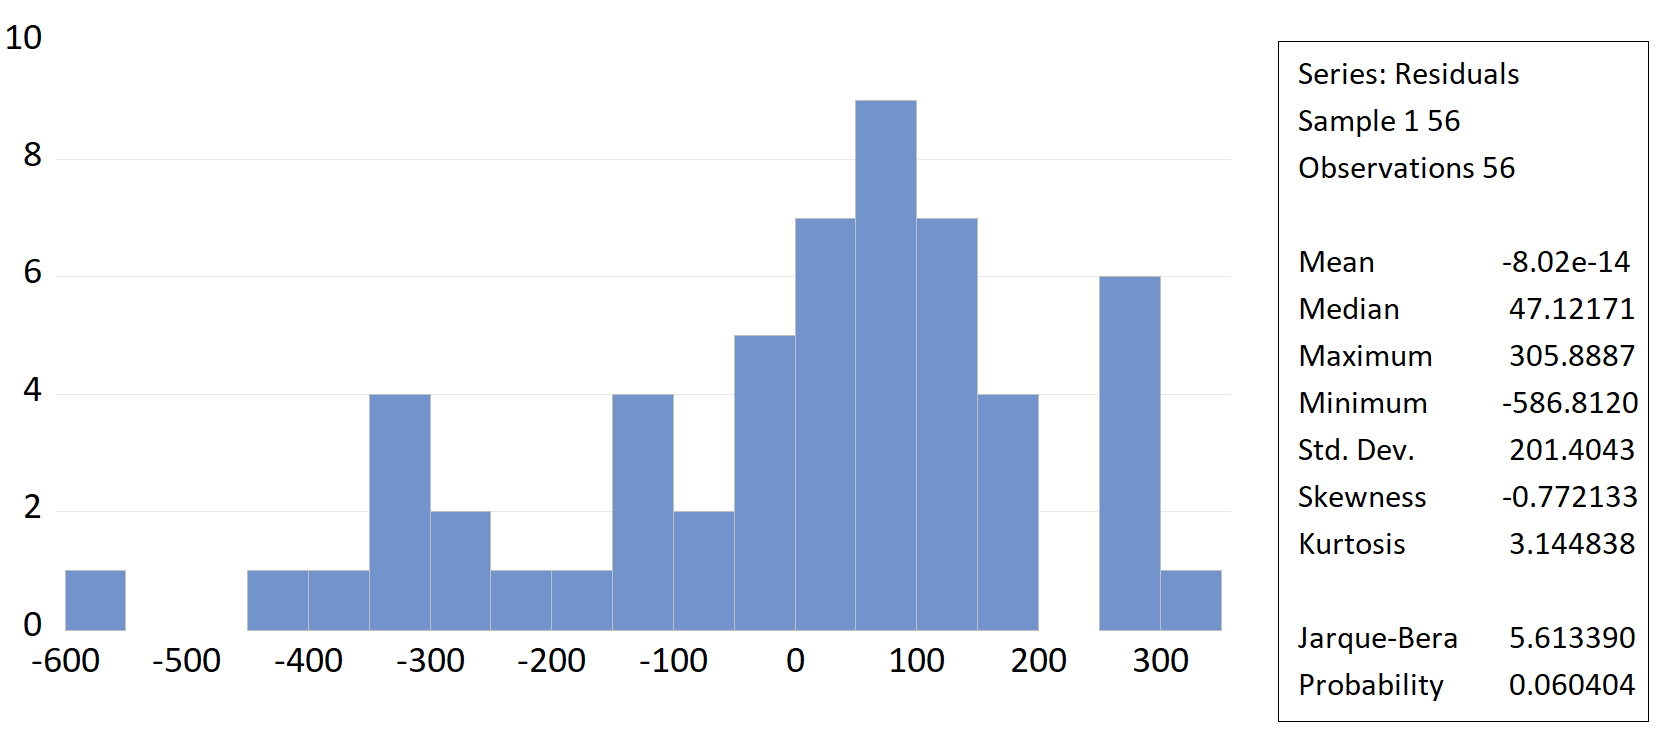 10
8
6
4
2
0
-600 -500 -400 -300 -200 -100 0 100 200 300
Series: Residuals
Sample 1 56
Observations 56
Mean -8.02e-14
Median 47.12171
Maximum 305.8887
Minimum -586.8120
Std. Dev. 201.4043
Skewness -0.772133
Kurtosis 3.144838
Jarque-Bera 5.613390
Probability 0.060404